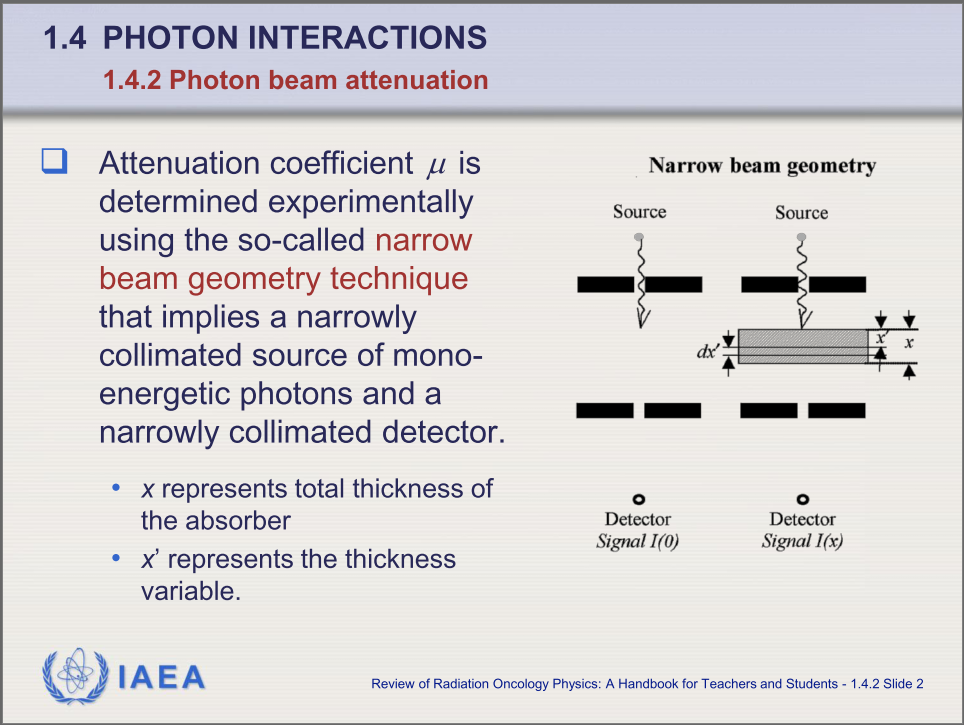 1.4 PHOTON INTERACTIONS
1.4.2 Photon beam attenuation
Attenuation coefficient μ is
determined experimentally
using the so-called narrow
beam geometry technique
that implies a narrowly
collimated source of mono-
energetic photons and a
narrowly collimated detector.
• x represents total thickness of
the absorber
• x’ represents the thickness
variable.
Narrow beam geometry
Source Source
dx′ x′ x
Detector Detector
Signal I(0) Signal I(x)
IAEA
Review of Radiation Oncology Physics: A Handbook for Teachers and Students - 1.4.2 Slide 2